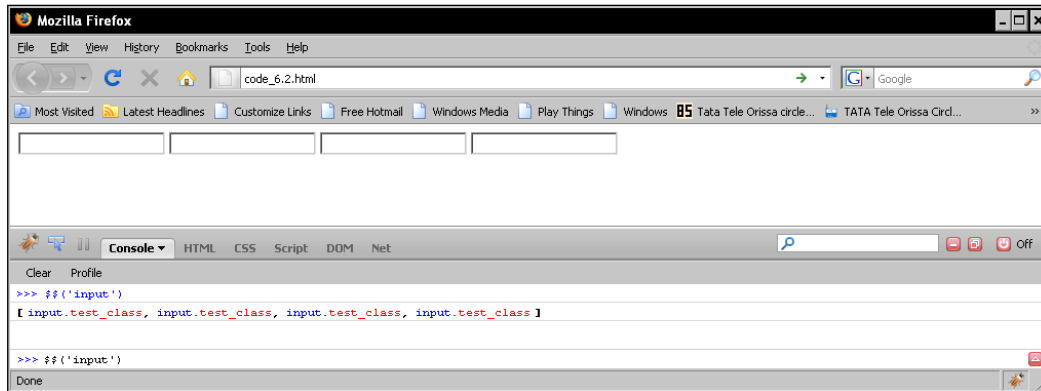 Mozilla Firefox
File Edit View History Bookmarks Tools Help
code_6.2.html G Google
Most Visited Latest Headlines Customize Links Free Hotmail Windows Media Play Things Windows 85 Tata Tele Orissa circle... TATA Tele Orissa Circl... »
Console HTML CSS Script DOM Net Off
Clear Profile
>>> $$('input')
[ input.test_class, input.test_class, input.test_class, input.test_class ]
>>> $$('input')
Done